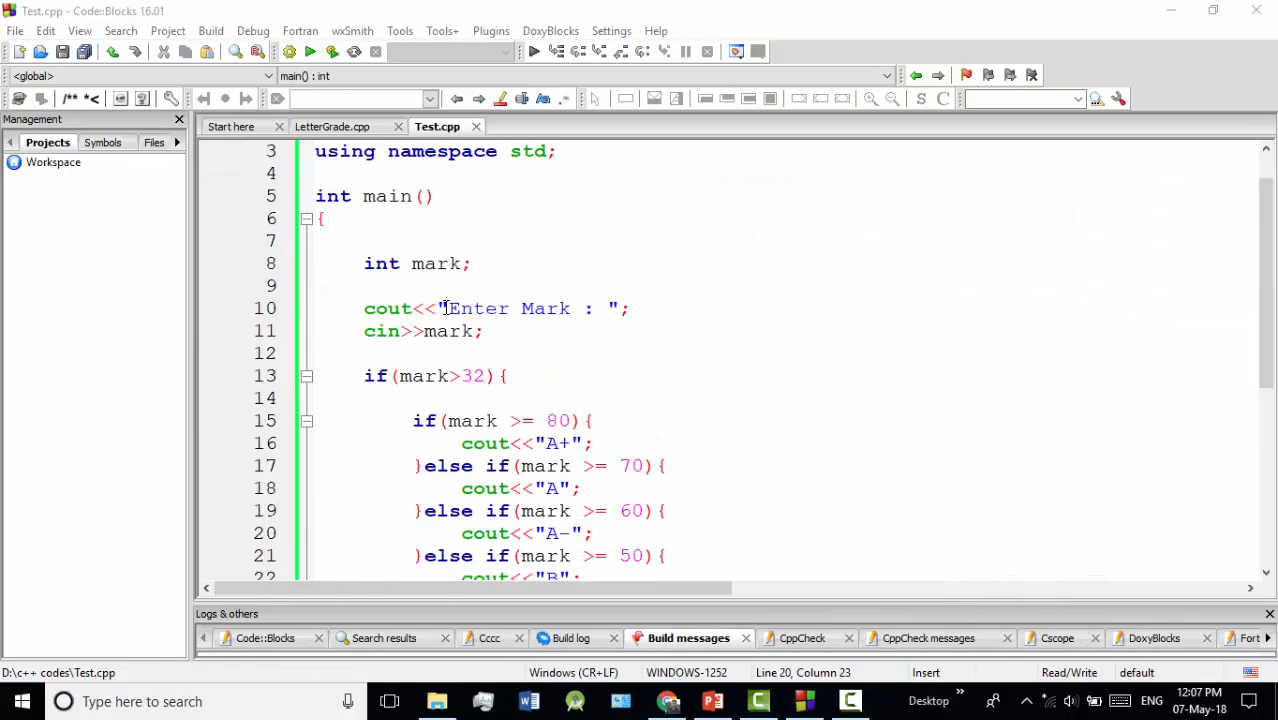 Test.cpp - Code::Blocks 16.01
File Edit View Search Project Build Debug Fortran wxSmith Tools Tools+ Plugins DoxyBlocks Settings Help
<global> main() : int
/** *<
S C
Management
Start here LetterGrade.cpp Test.cpp
Projects Symbols Files
Workspace
3 using namespace std;
4
5 int main()
6 {
7
8 int mark;
9
10 cout<<"Enter Mark : ";
11 cin>>mark;
12
13 if(mark>32){
14
15 if(mark >= 80){
16 cout<<"A+";
17 }else if(mark >= 70){
18 cout<<"A";
19 }else if(mark >= 60){
20 cout<<"A-";
21 }else if(mark >= 50){
22 cout<<"B";
Logs & others
Code::Blocks Search results Cccc Build log Build messages CppCheck CppCheck messages Cscope DoxyBlocks Fort
D:\c++ codes\Test.cpp Windows (CR+LF) WINDOWS-1252 Line 20, Column 23 Insert Read/Write default
Type here to search Desktop ENG 12:07 PM
07-May-18